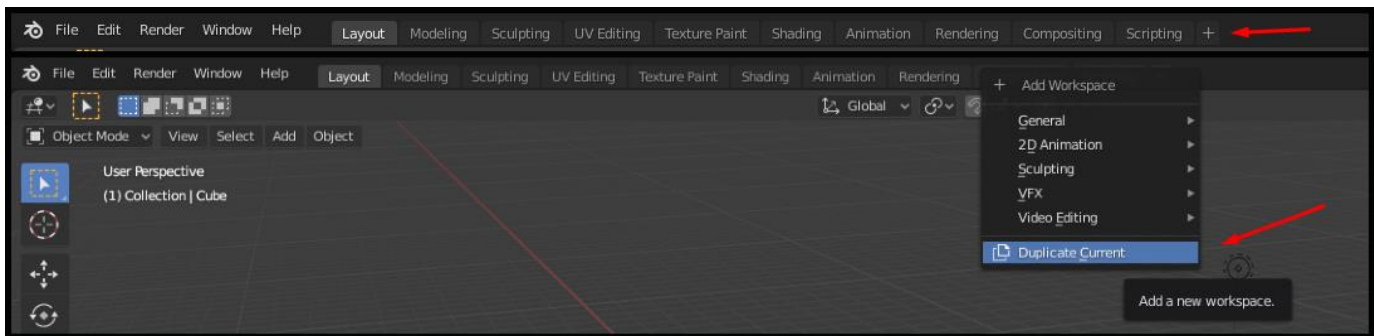 File Edit Render Window Help Layout Modeling Sculpting UV Editing Texture Paint Shading Animation Rendering Compositing Scripting +
File Edit Render Window Help Layout Modeling Sculpting UV Editing Texture Paint Shading Animation Rendering
+ Add Workspace
Global
General
Object Mode View Select Add Object
2D Animation
Sculpting
VFX
Video Editing
Duplicate Current
Add a new workspace.
User Perspective
(1) Collection | Cube